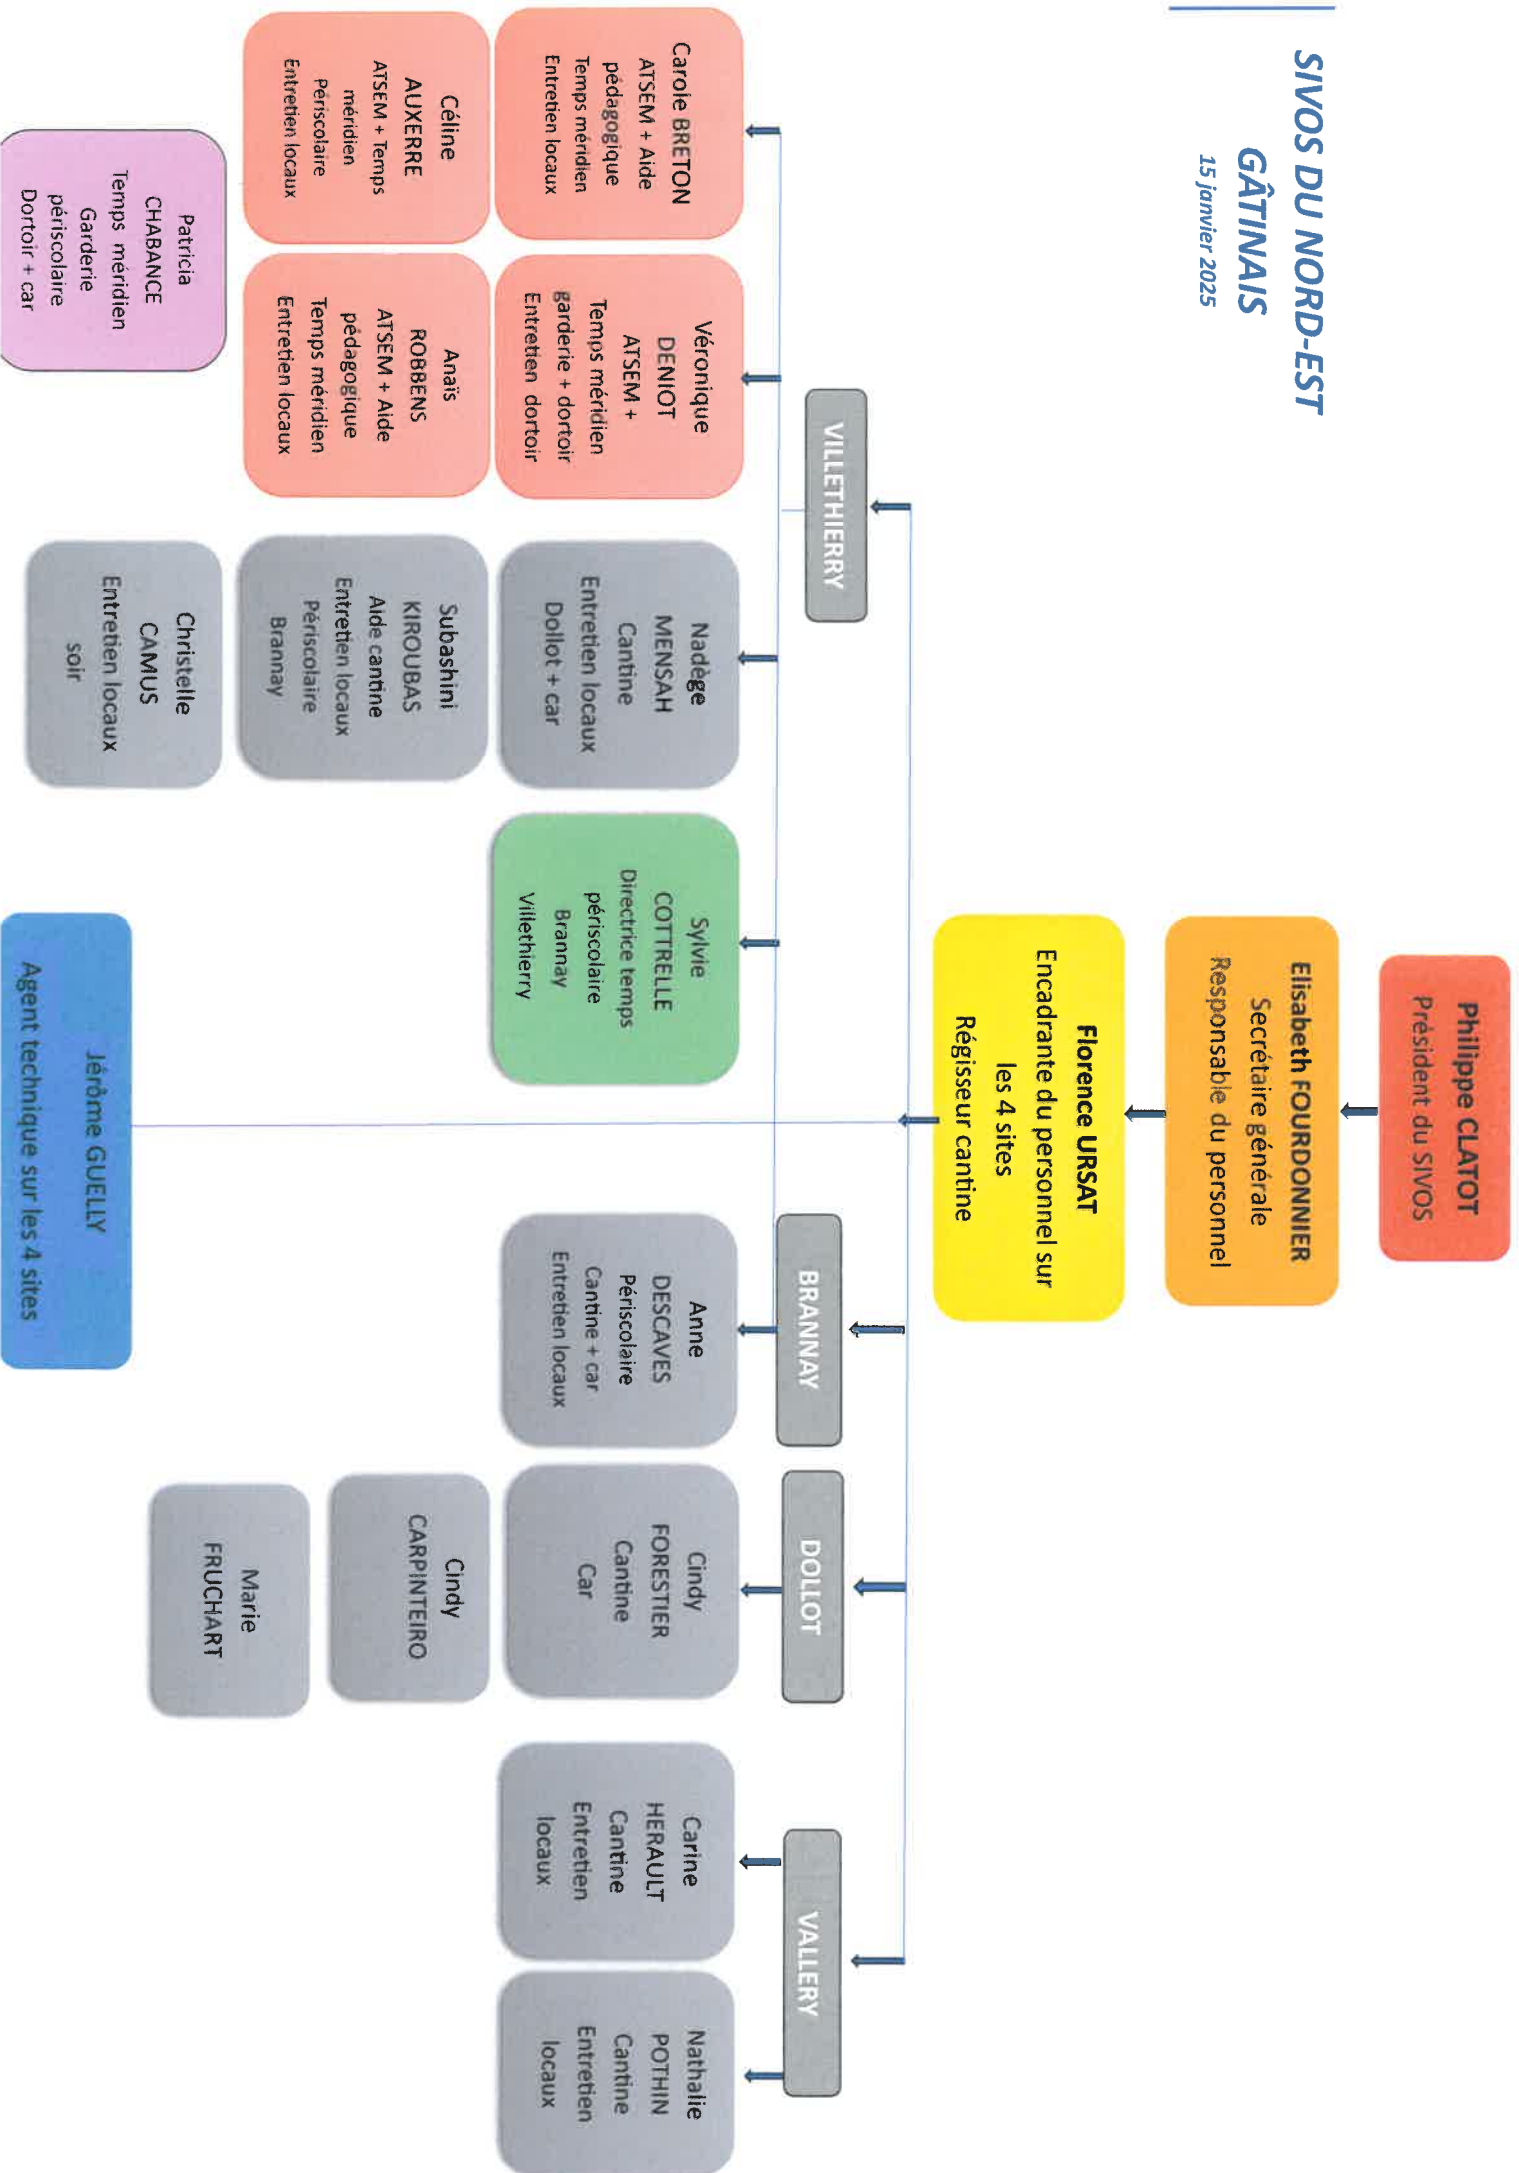 SIVOS DU NORD-EST
GÂTINAIS
15 janvier 2025
Philippe CLATOT
Président du SIVOS
Elisabeth FOURDONNIER
Secrétaire générale
Responsable du personnel
Florence URSAT
Encadrante du personnel sur
les 4 sites
Régisseur cantine
VILLETHIERRY
BRANNAY
DOLLOT
VALLERY
Carole BRETON
ATSEM + Aide
pédagogique
Temps méridien
Entretien locaux
Véronique
DENIOT
ATSEM +
Temps méridien
garderie + dortoir
Entretien dortoir
Nadège
MENSAH
Cantine
Entretien locaux
Dollot + car
Sylvie
COTTRELLE
Directrice temps
périscolaire
Brannay
Villethierry
Anne
DESCAVES
Périscolaire
Cantine + car
Entretien locaux
Cindy
FORESTIER
Cantine
Car
Carine
HERAULT
Cantine
Entretien
locaux
Nathalie
POTHIN
Cantine
Entretien
locaux
Céline
AUXERRE
ATSEM + Temps
méridien
Périscolaire
Entretien locaux
Anaïs
ROBBENS
ATSEM + Aide
pédagogique
Temps méridien
Entretien locaux
Subashini
KIROUBAS
Aide cantine
Entretien locaux
Périscolaire
Brannay
Cindy
CARPINTEIRO
Patricia
CHABANCE
Temps méridien
Garderie
périscolaire
Dortoir + car
Christelle
CAMUS
Entretien locaux
soir
Marie
FRUCHART
Jérôme GUELLY
Agent technique sur les 4 sites